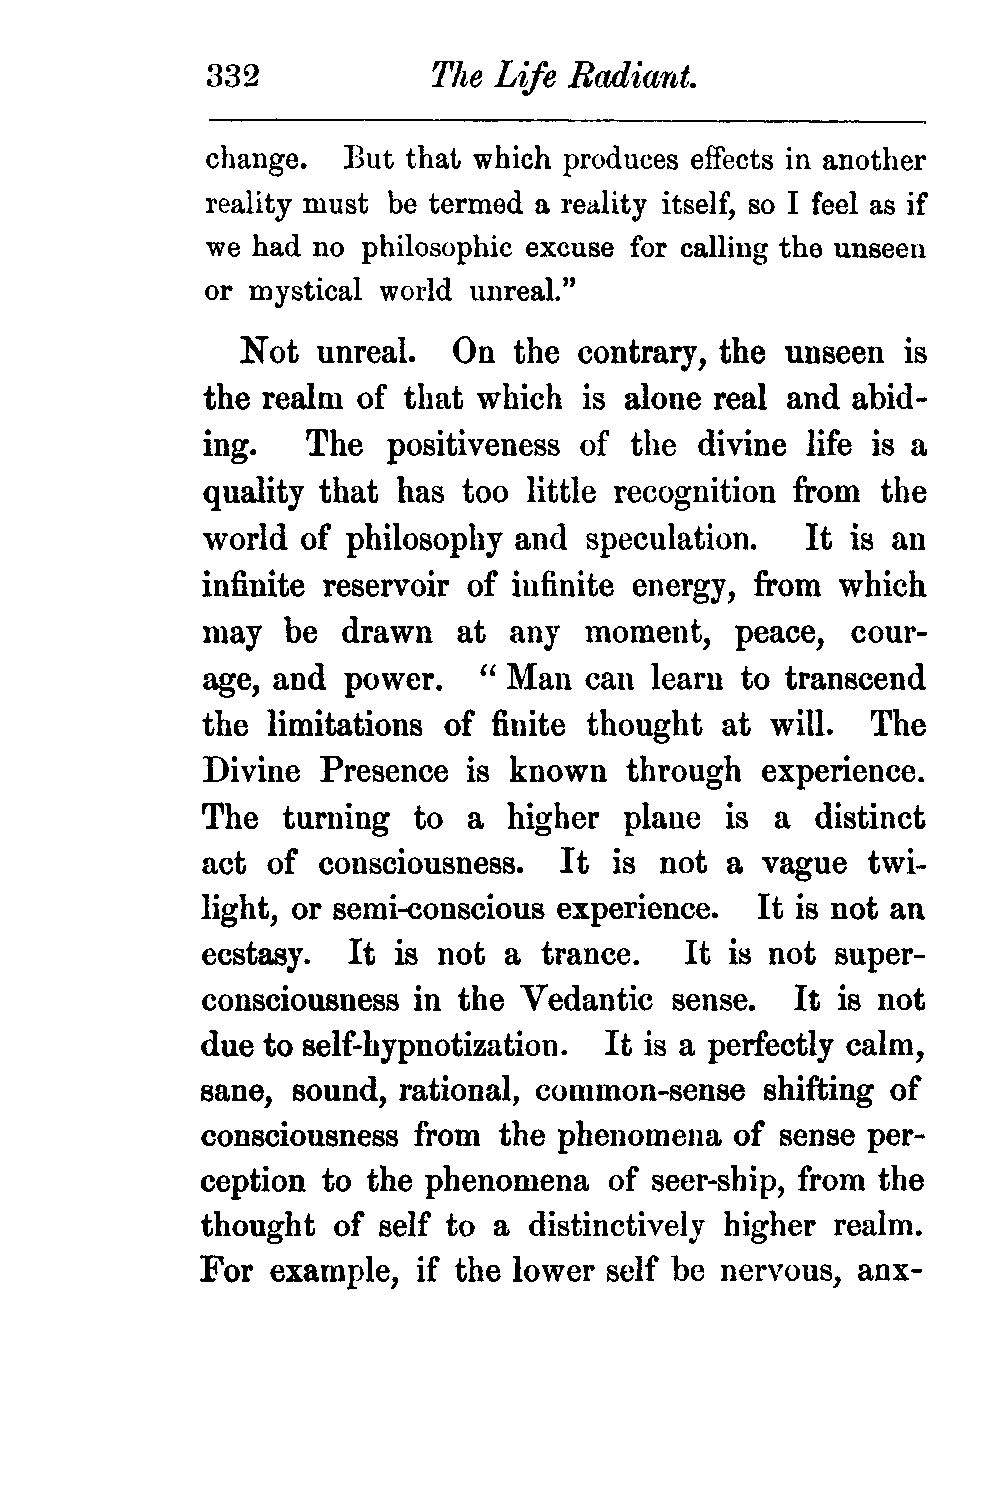 332 The Life Radiant.
change. But that which produces effects in another
reality must be termed a reality itself, so I feel as if
we had no philosophic excuse for calling the unseen
or mystical world unreal.”
Not unreal. On the contrary, the unseen is
the realm of that which is alone real and abid-
ing. The positiveness of the divine life is a
quality that has too little recognition from the
world of philosophy and speculation. It is an
infinite reservoir of infinite energy, from which
may be drawn at any moment, peace, cour-
age, and power. “ Man can learn to transcend
the limitations of finite thought at will. The
Divine Presence is known through experience.
The turning to a higher plane is a distinct
act of consciousness. It is not a vague twi-
light, or semi-conscious experience. It is not an
ecstasy. It is not a trance. It is not super-
consciousness in the Vedantic sense. It is not
due to self-hypnotization. It is a perfectly calm,
sane, sound, rational, common-sense shifting of
consciousness from the phenomena of sense per-
ception to the phenomena of seer-ship, from the
thought of self to a distinctively higher realm.
For example, if the lower self be nervous, anx-